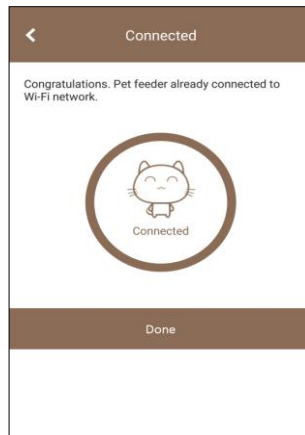 Connected
Congratulations. Pet feeder already connected to
Wi-Fi network.
Connected
Done